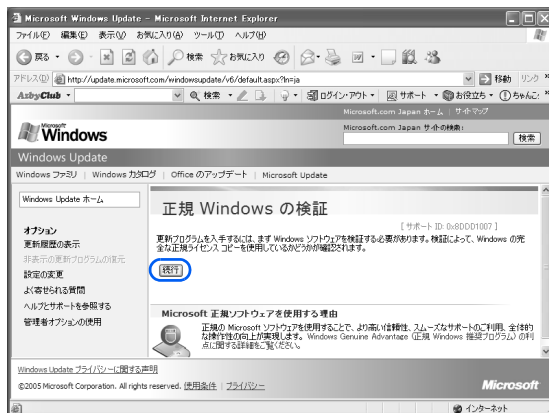 Microsoft Windows Update - Microsoft Internet Explorer
ファイル(F) 編集(E) 表示(V) お気に入り(A) ツール(T) ヘルプ(H)
戻る 検索 お気に入り
アドレス(D) http://update.microsoft.com/windowsupdate/v6/default.aspx?ln=ja 移動 リンク
AzbyClub 検索 ログイン・アウト サポート お役立ち
Microsoft.com Japan ホーム | サイトマップ
Microsoft Windows
Microsoft.com Japan サイトの検索:
検索
Windows Update
Windows ファミリ | Windows カタログ | Office のアップデート | Microsoft Update
Windows Update ホーム
オプション
更新履歴の表示
非表示の更新プログラムの復元
設定の変更
よく寄せられる質問
ヘルプとサポートを参照する
管理者オプションの使用
正規 Windows の検証
[ サポート ID: 0x8DDD1007 ]
更新プログラムを入手するには、まず Windows ソフトウェアを検証する必要があります。検証によって、Windows の完
全な正規ライセンス コピーを使用しているかどうかが確認されます。
続行
Microsoft 正規ソフトウェアを使用する理由
正規の Microsoft ソフトウェアを使用することで、より高い信頼性、スムーズなサポートのご利用、全体的
な操作性の向上が実現します。Windows Genuine Advantage (正規 Windows 推奨プログラム) の利
点に関する詳細をご覧ください。
Windows Update プライバシーに関する声明
©2005 Microsoft Corporation. All rights reserved. 使用条件 | プライバシー
Microsoft
インターネット